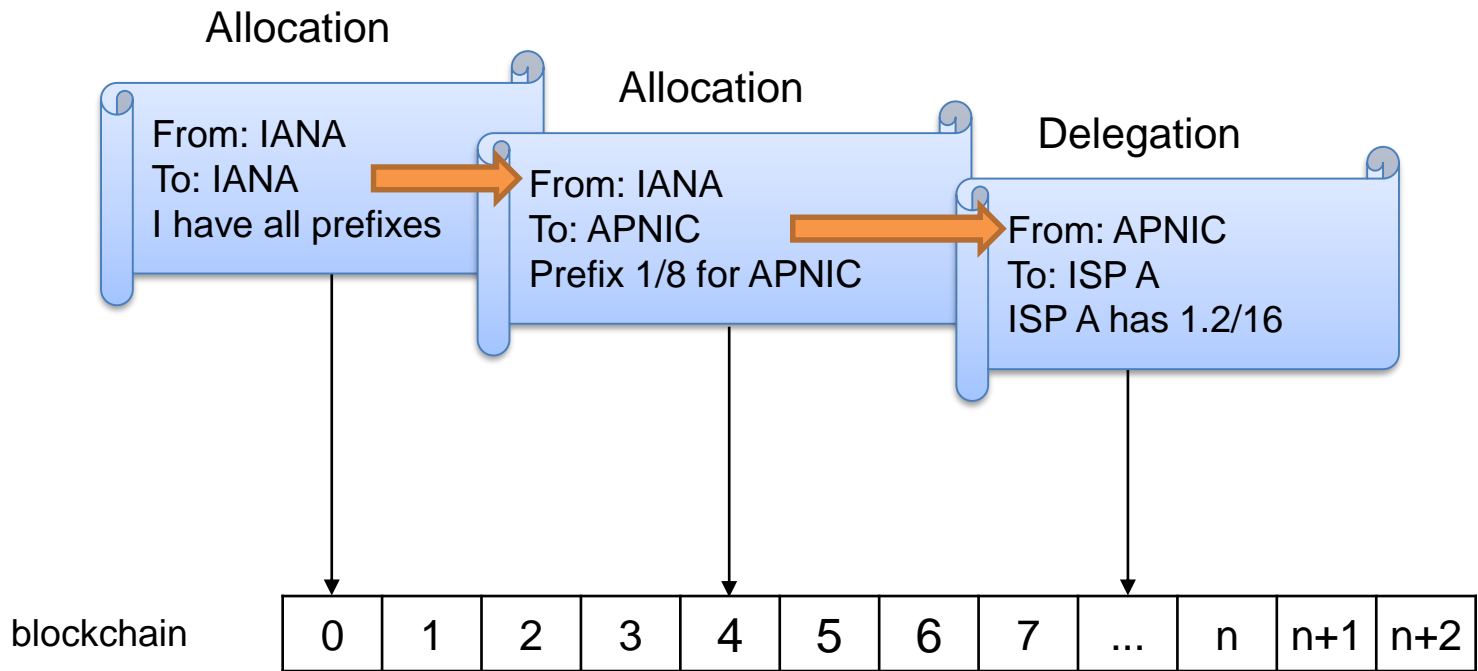 Allocation
From: IANA
To: IANA
I have all prefixes
Allocation
From: IANA
To: APNIC
Prefix 1/8 for APNIC
Delegation
From: APNIC
To: ISP A
ISP A has 1.2/16
blockchain 0 1 2 3 4 5 6 7 ... n n+1 n+2